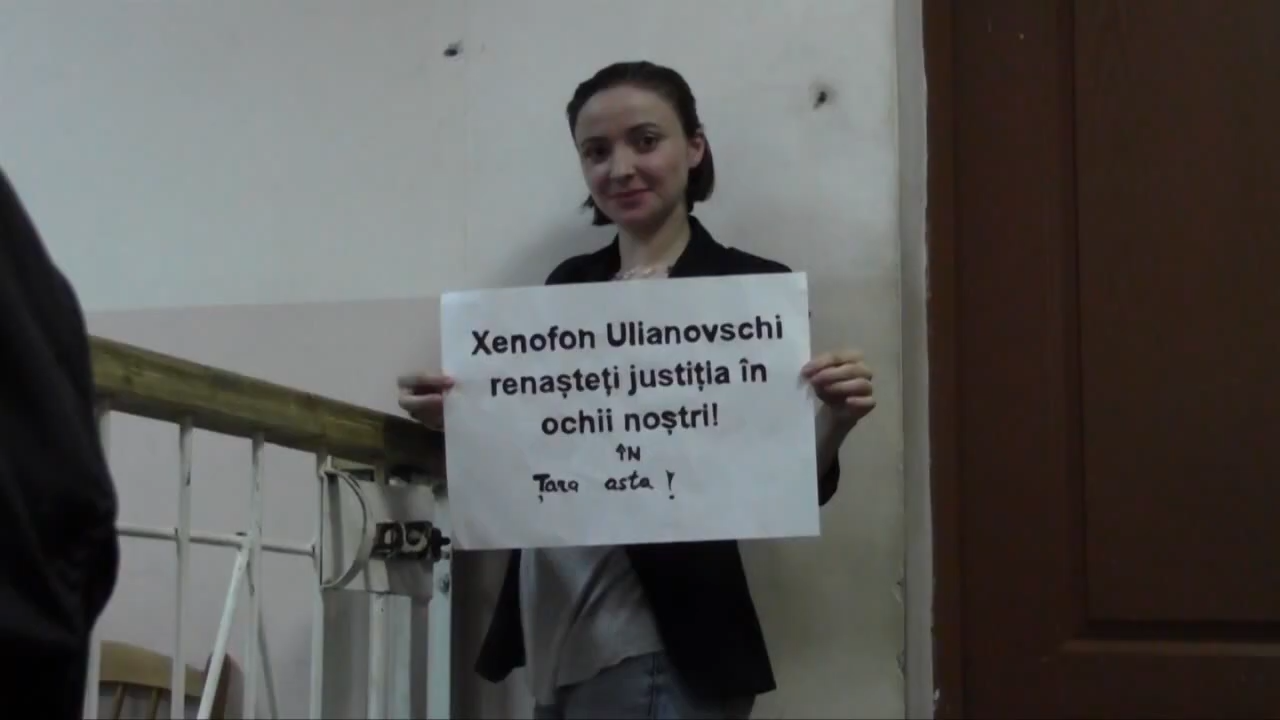 Xenofon Ulianovschi
renașteți justiția în
ochii noștri!
ÎN
Țara asta!